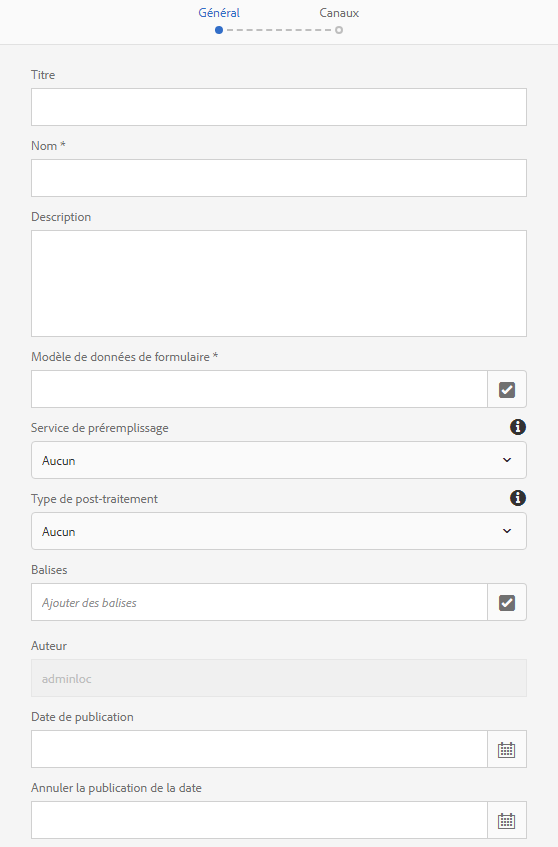 Général Canaux
Titre
Nom *
Description
Modèle de données de formulaire *
Service de préremplissage
Aucun
Type de post-traitement
Aucun
Balises
Ajouter des balises
Auteur
adminloc
Date de publication
Annuler la publication de la date